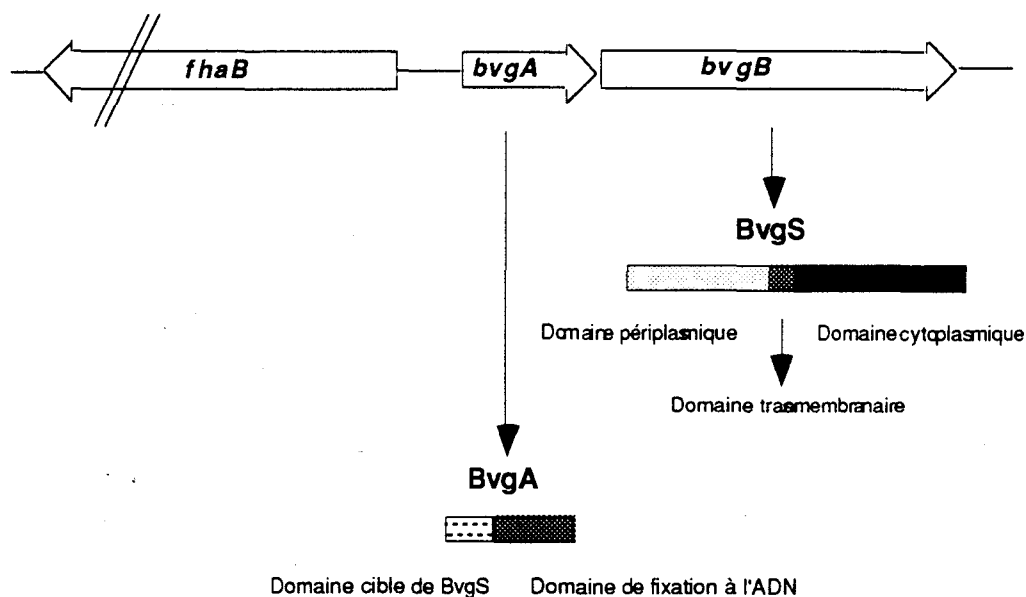 fhaB bvgA bvgB
BvgS
Domaine périplasmique Domaine cytoplasmique
Domaine transmembranaire
BvgA
Domaine cible de BvgS Domaine de fixation à l'ADN